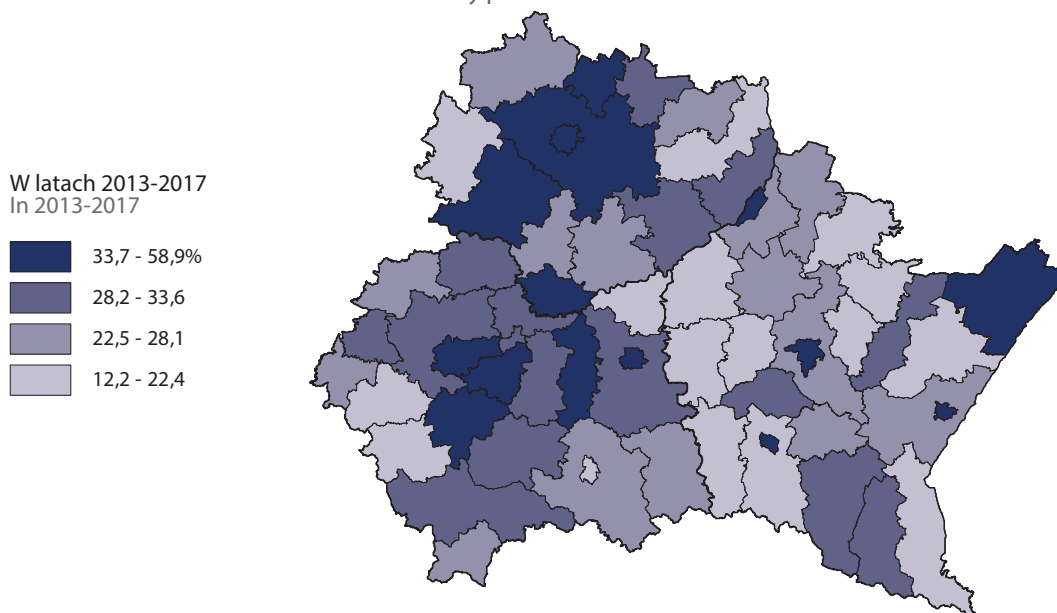 W latach 2013-2017
In 2013-2017
33,7 - 58,9%
28,2 - 33,6
22,5 - 28,1
12,2 - 22,4